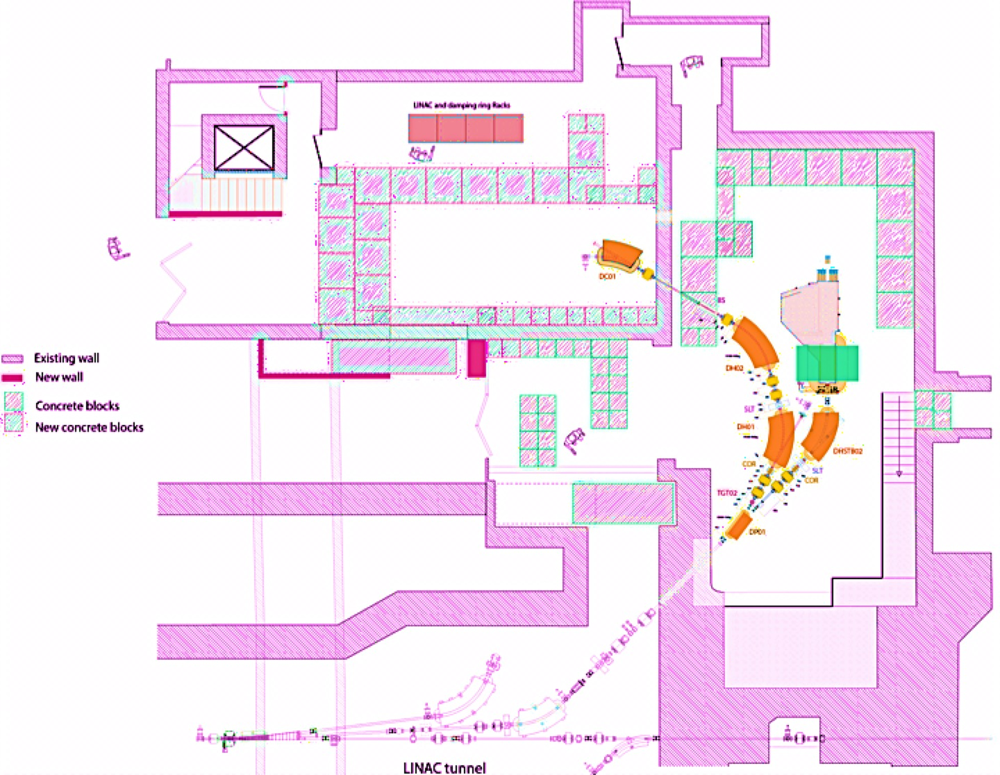 LINAC and damping ring Racks
DC01
BS
DH02
SLT
DH01
DHSTB02
COR
SLT
COR
TGT02
DP01
Existing wall
New wall
Concrete blocks
New concrete blocks
LINAC tunnel